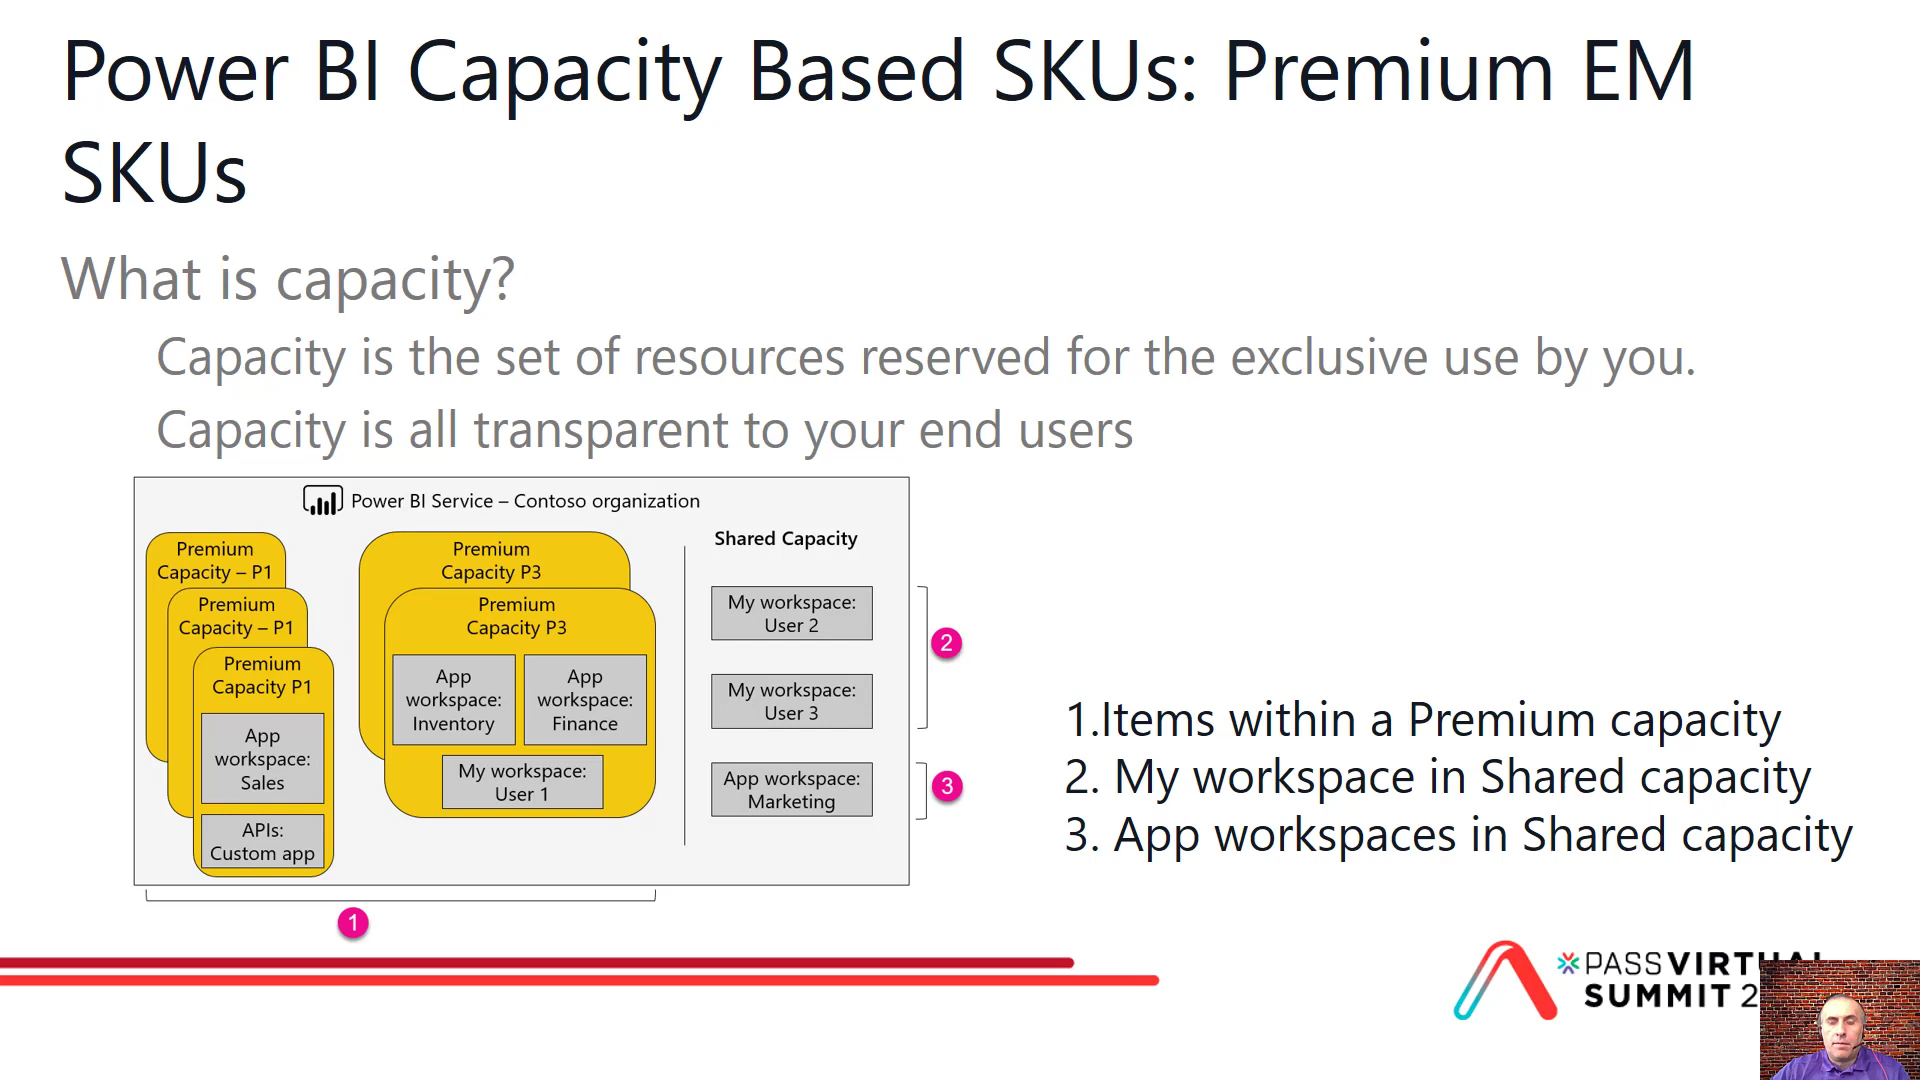 Power BI Capacity Based SKUs: Premium EM
SKUs
What is capacity?
Capacity is the set of resources reserved for the exclusive use by you.
Capacity is all transparent to your end users
Power BI Service – Contoso organization
Premium
Capacity – P1
Premium
Capacity – P1
Premium
Capacity P1
App
workspace:
Sales
APIs:
Custom app
Premium
Capacity P3
Premium
Capacity P3
App
workspace:
Inventory
App
workspace:
Finance
My workspace:
User 1
Shared Capacity
My workspace:
User 2
My workspace:
User 3
App workspace:
Marketing
2
3
1
1.Items within a Premium capacity
2. My workspace in Shared capacity
3. App workspaces in Shared capacity
PASS VIRTUAL
SUMMIT 2